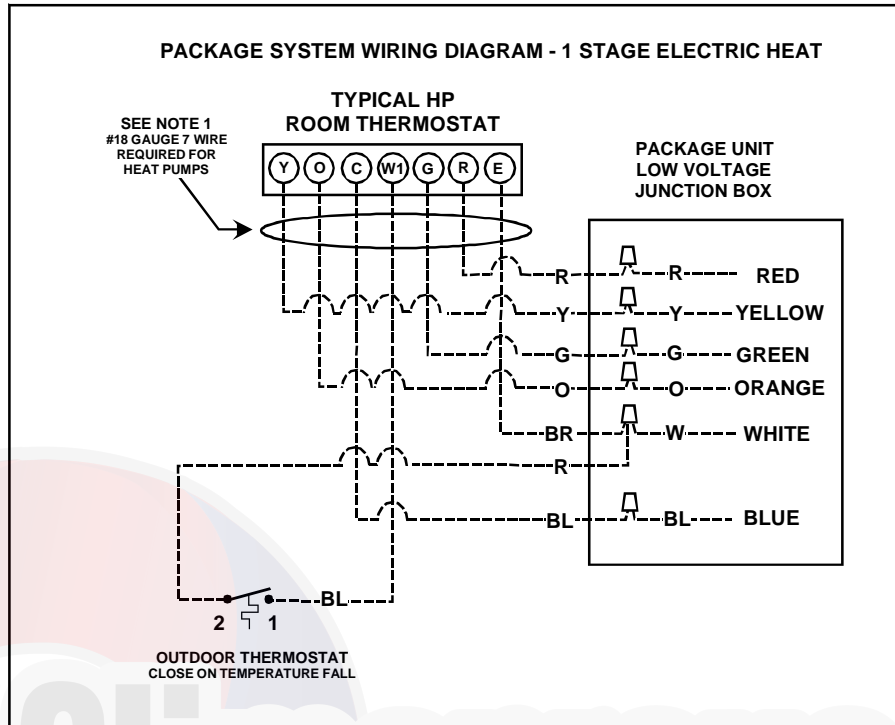 PACKAGE SYSTEM WIRING DIAGRAM - 1 STAGE ELECTRIC HEAT
TYPICAL HP
ROOM THERMOSTAT
SEE NOTE 1
#18 GAUGE 7 WIRE
REQUIRED FOR
HEAT PUMPS
PACKAGE UNIT
LOW VOLTAGE
JUNCTION BOX
Y O C W1 G R E
R R RED
Y Y YELLOW
G G GREEN
O O ORANGE
BR W WHITE
R
BL BL BLUE
BL
2 1
OUTDOOR THERMOSTAT
CLOSE ON TEMPERATURE FALL